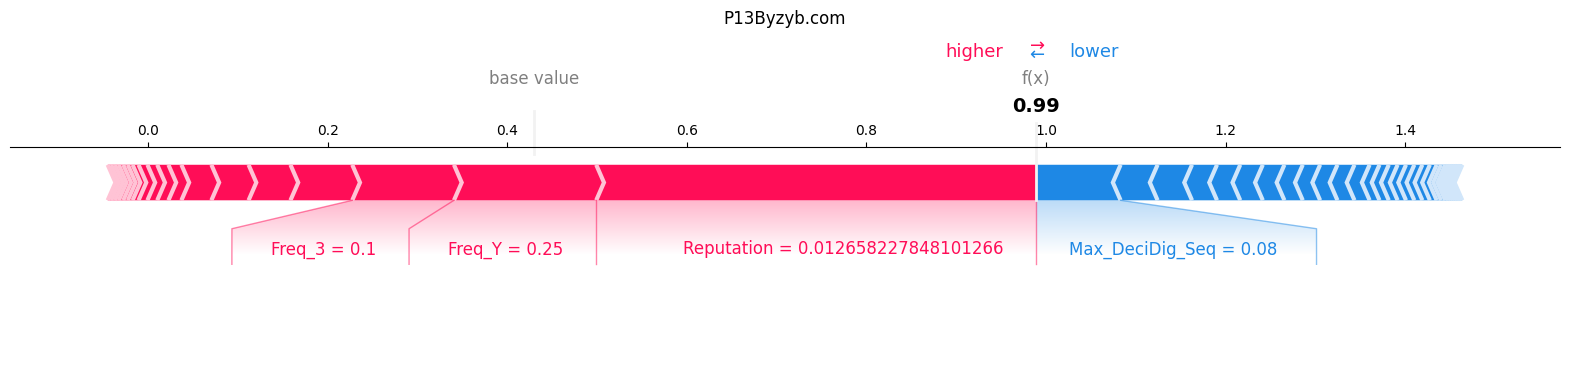 P13Byzyb.com
higher ⇄ lower
base value f(x)
0.99
0.0 0.2 0.4 0.6 0.8 1.0 1.2 1.4
Freq_3 = 0.1 Freq_Y = 0.25 Reputation = 0.012658227848101266 Max_DeciDig_Seq = 0.08